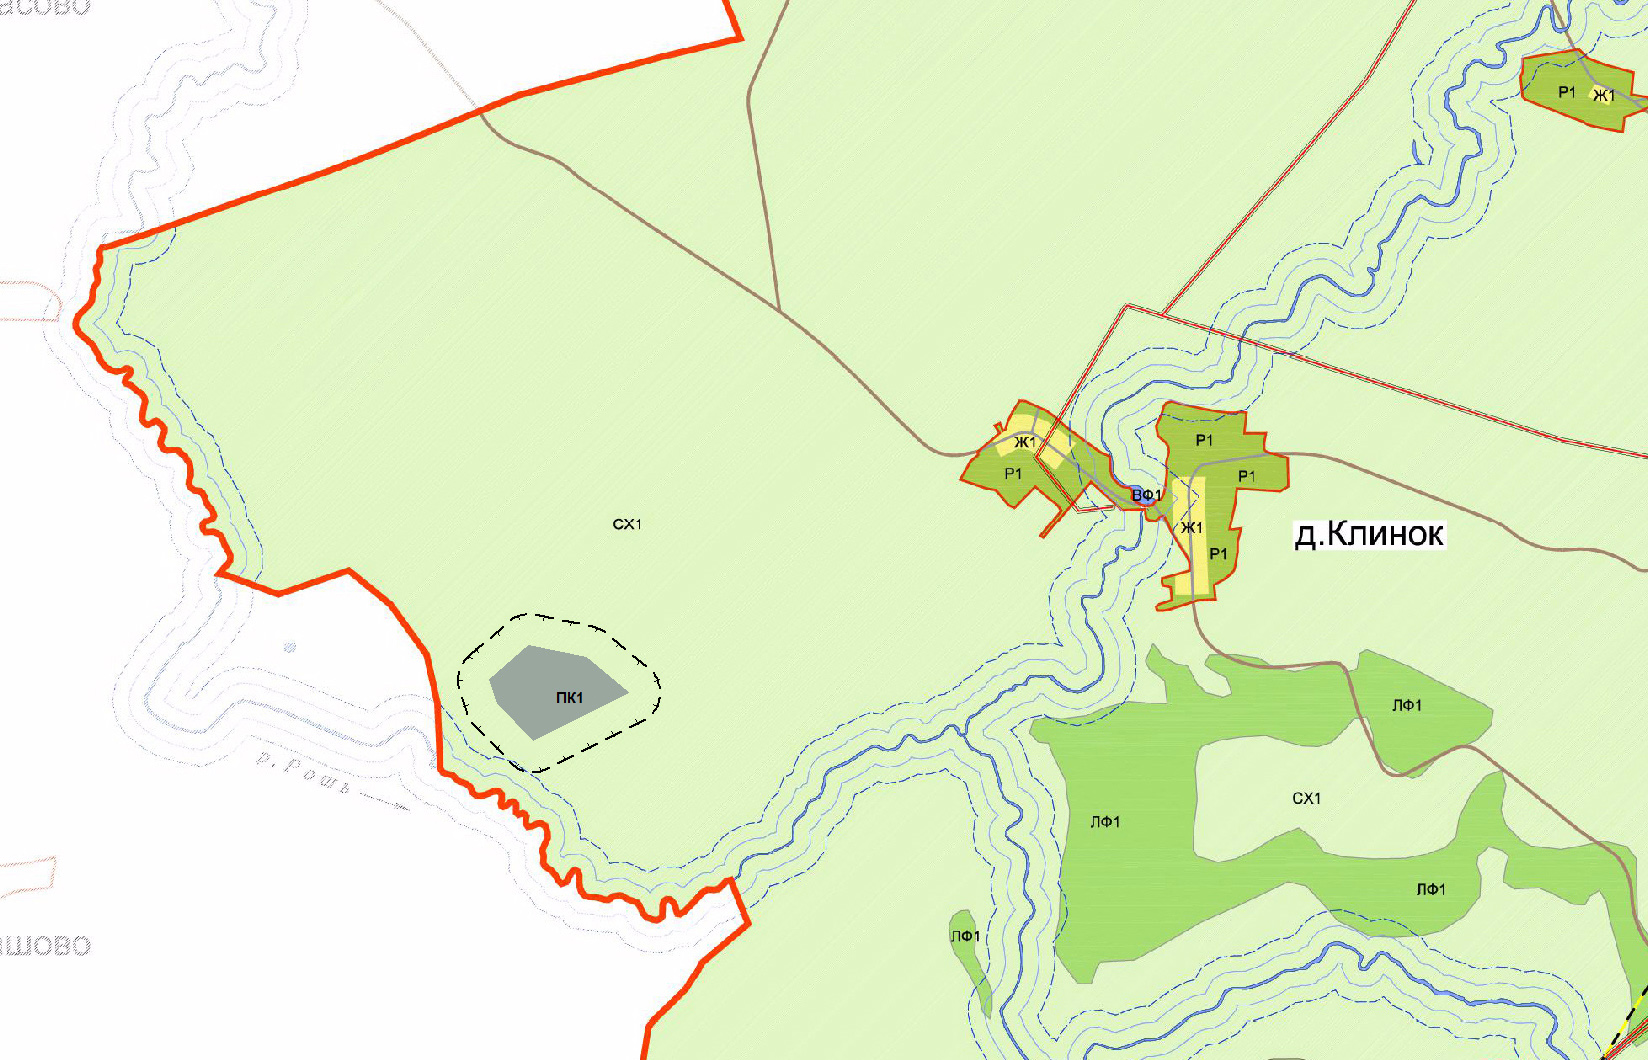 асово
Р1
Ж1
Ж1
Р1
Р1
Р1
ВФ1
Ж1
Р1
д.Клинок
СХ1
ПК1
ЛФ1
р. Рошь
СХ1
ЛФ1
ЛФ1
ЛФ1
ашово